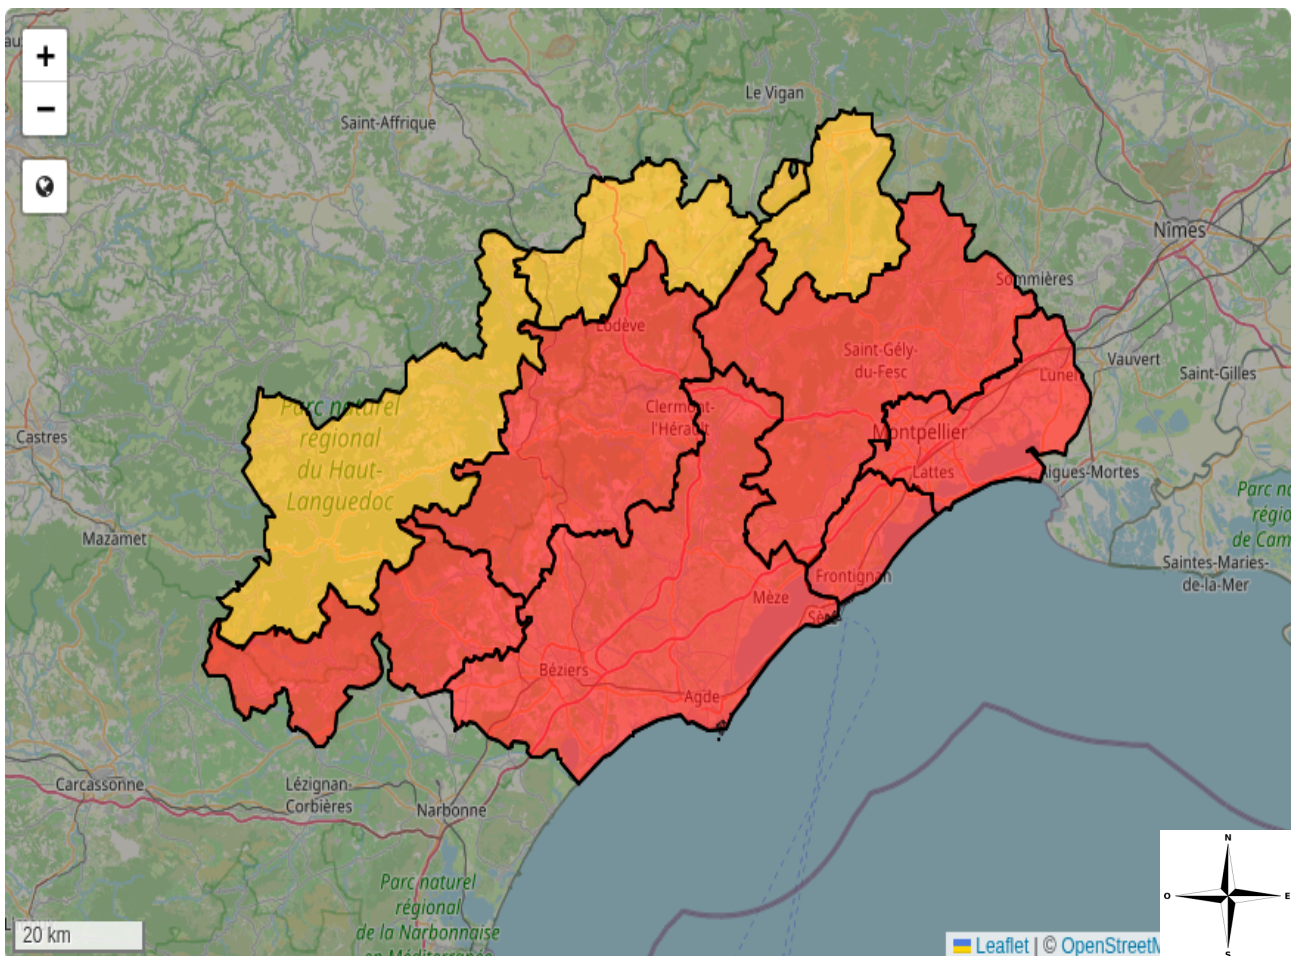 +
−
Le Vigan
Saint-Affrique
Nîmes
Sommières
Lodève
Saint-Gély-
du-Fesc
Vauvert
Lunel
Saint-Gilles
Parc naturel
régional
du Haut-
Languedoc
Clermont-
l'Hérault
Castres
Montpellier
Lattes
Aigues-Mortes
Parc na
régio
de Cam
Mazamet
Saintes-Maries-
de-la-Mer
Frontignan
Mèze
Sète
Béziers
Agde
Carcassonne
Lézignan-
Corbières
Narbonne
Parc naturel
régional
de la Narbonnaise
en Méditerranée
20 km
N
O
E
S
Leaflet | © OpenStreetM